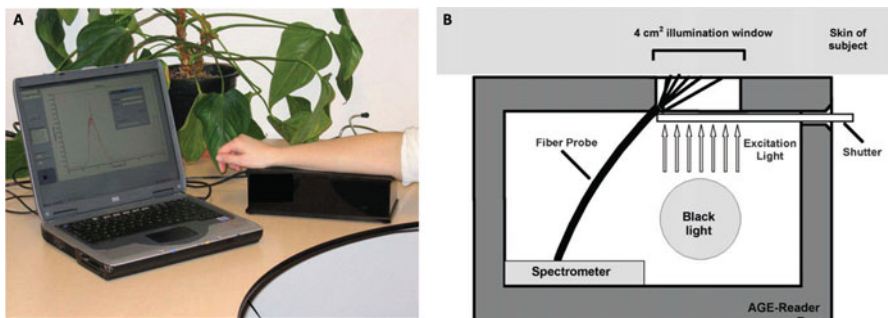 A
B
4 cm² illumination window
Skin of
subject
Fiber Probe
Excitation
Light
Shutter
Black
light
Spectrometer
AGE-Reader